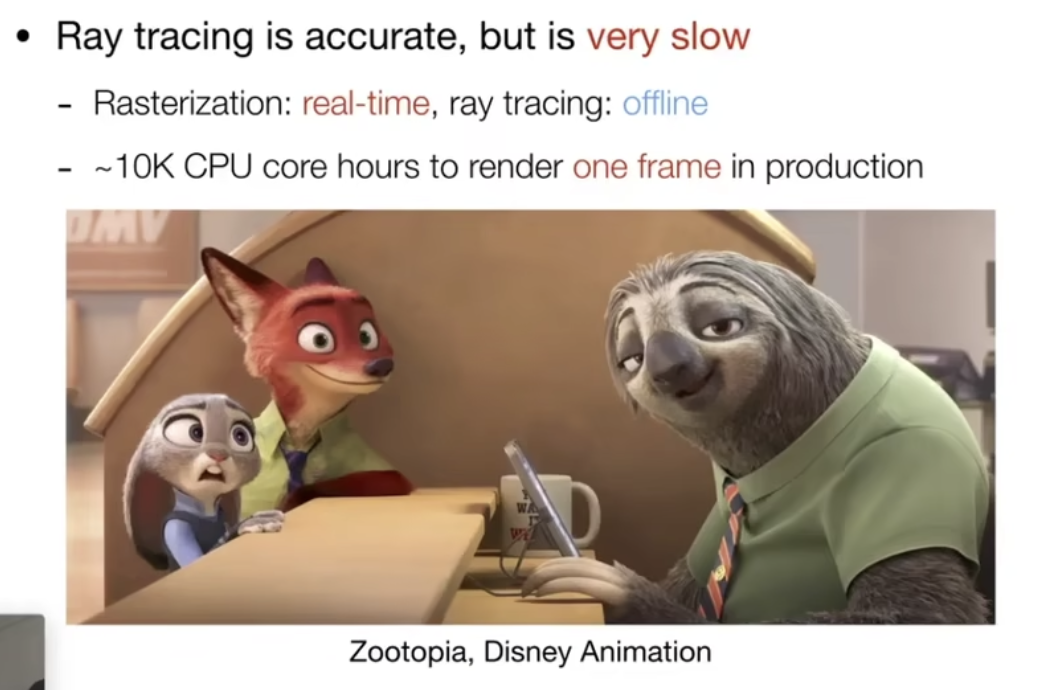 • Ray tracing is accurate, but is very slow
- Rasterization: real-time, ray tracing: offline
- ~10K CPU core hours to render one frame in production
DMV
Zootopia, Disney Animation